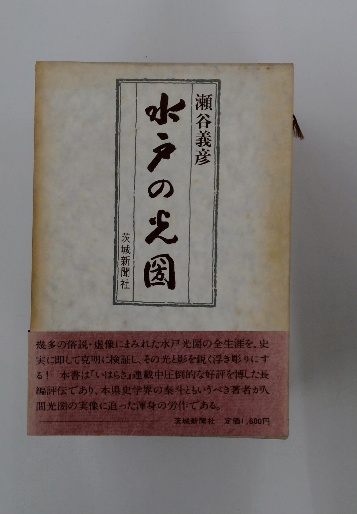 瀬谷義彦
水戸の光圀
茨城新聞社
幾多の俗説・虚像にまみれた水戸光圀の全生涯を、史
実に即して克明に検証し、その光と影を鋭く浮き彫りにす
る! 本書は『いはらき』連載中圧倒的な好評を博した長
編評伝であり、本県史学界の泰斗ともいうべき著者が人
間光圀の実像に迫った渾身の労作である。
茨城新聞社 定価1,600円